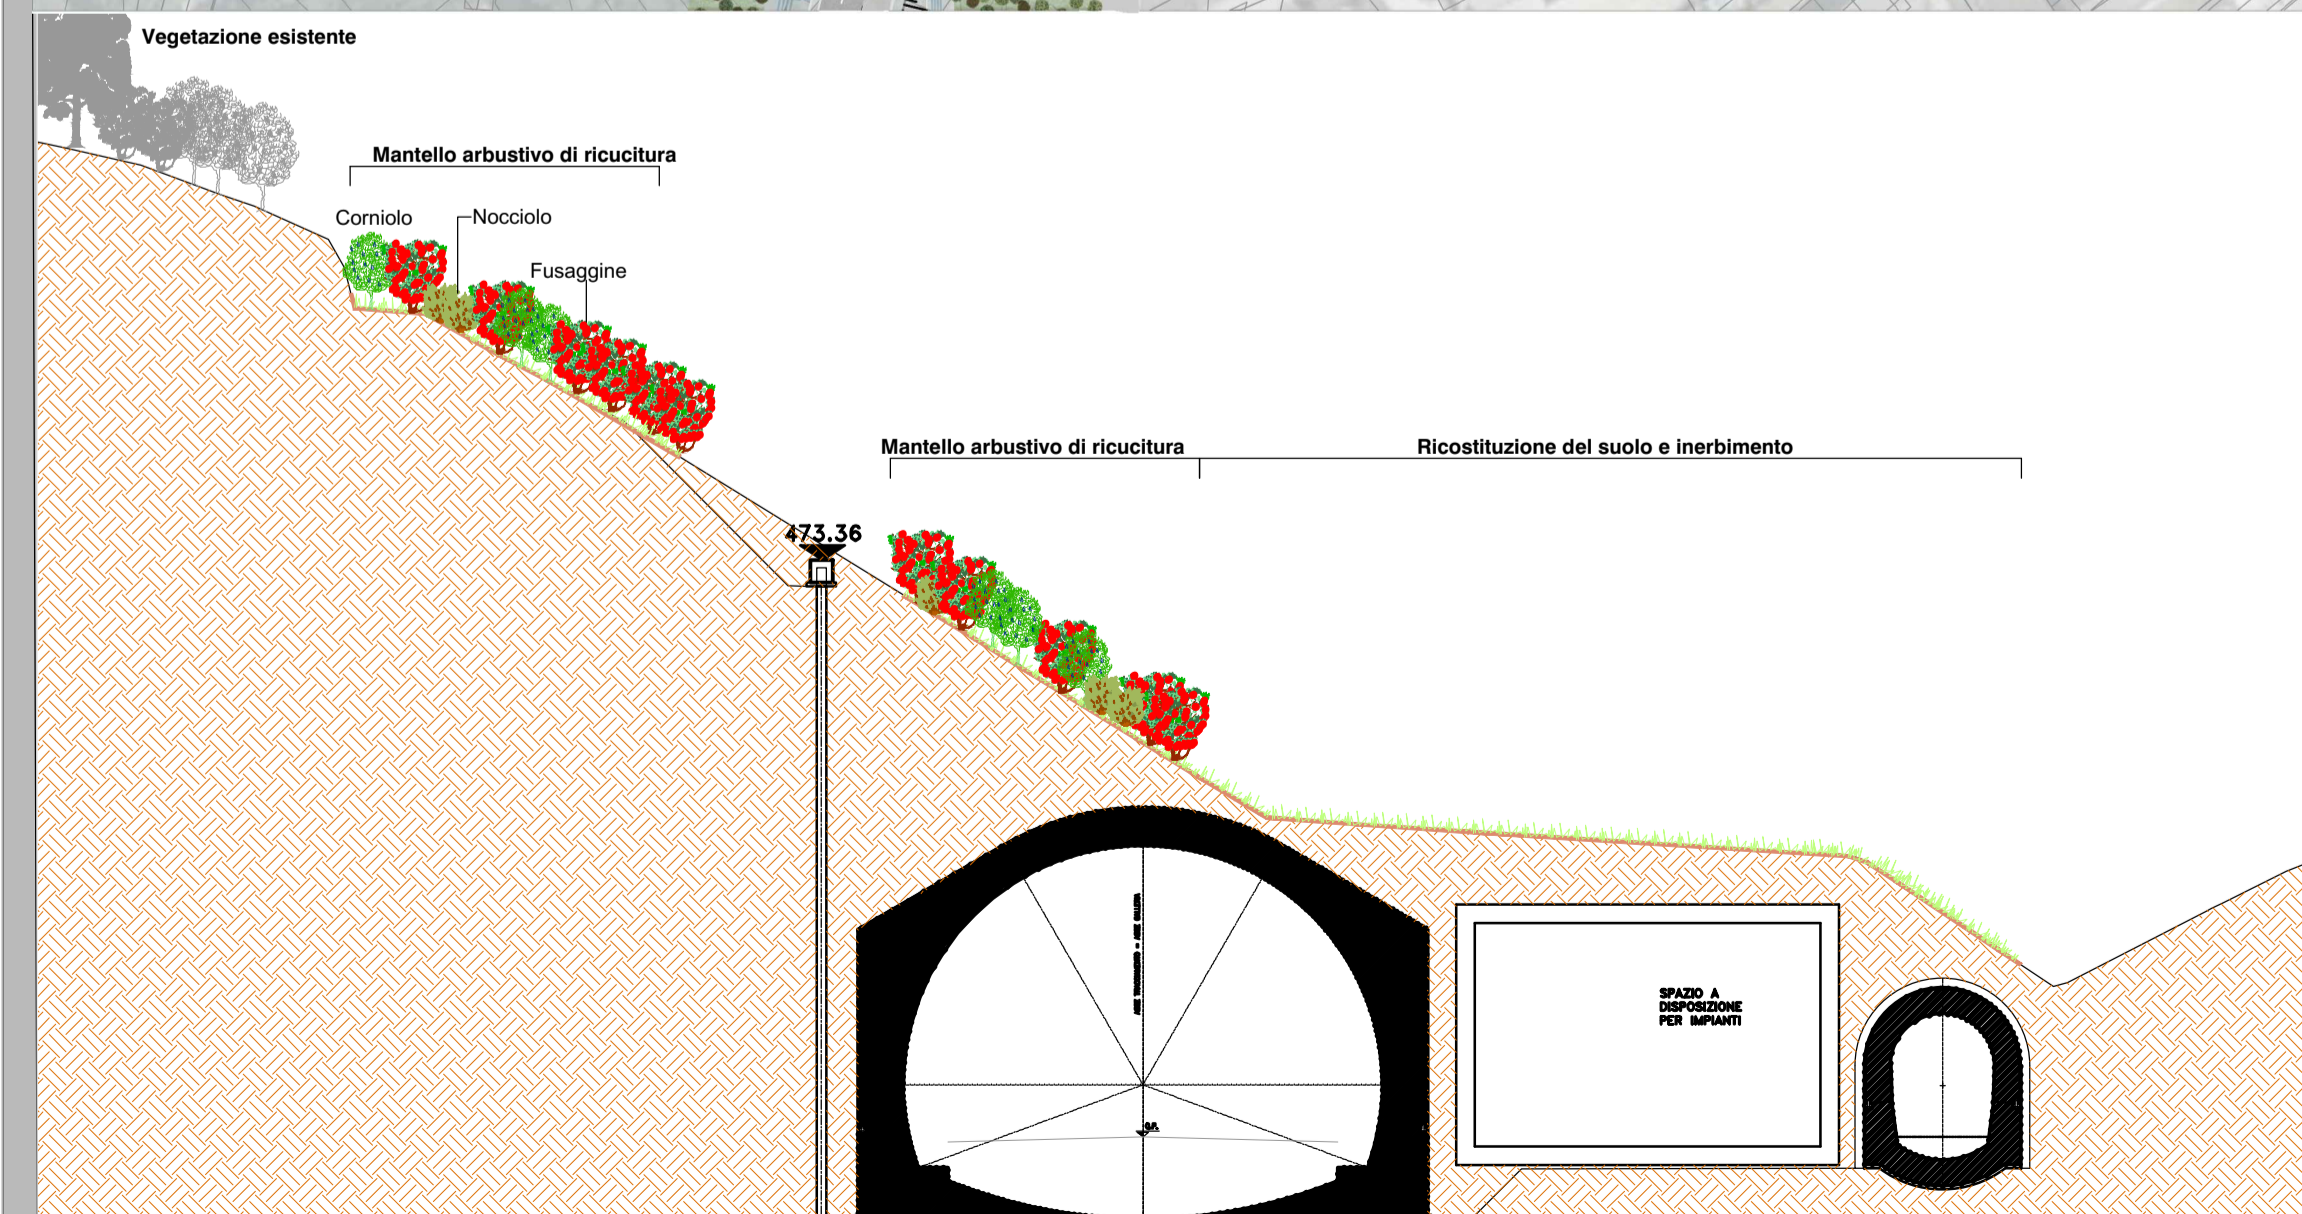 Vegetazione esistente
Mantello arbustivo di ricucitura
Corniolo
Nocciolo
Fusaggine
Mantello arbustivo di ricucitura
Ricostituzione del suolo e inerbimento
473.36
SPAZIO A
DISPOSIZIONE
PER IMPIANTI